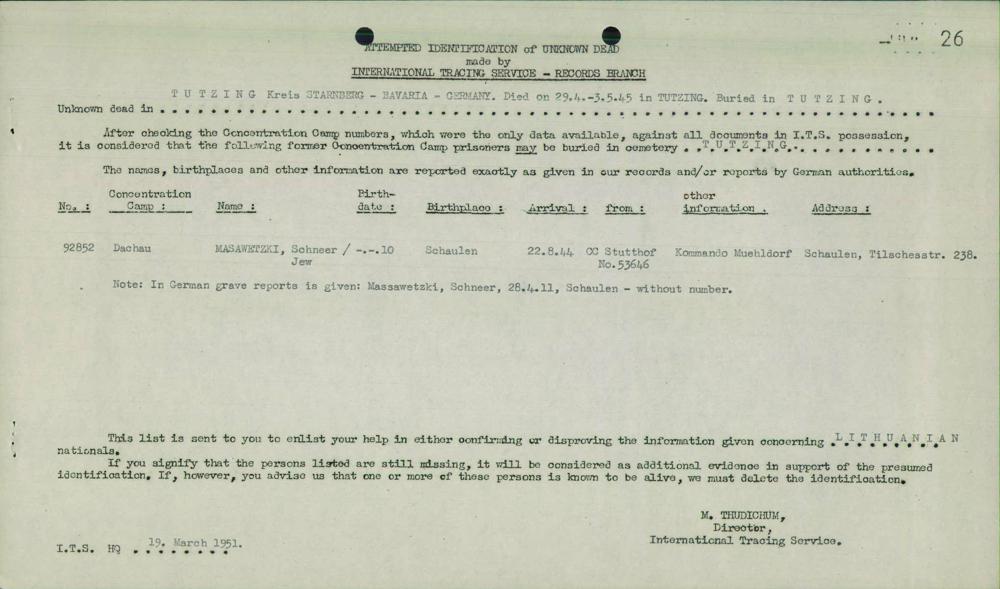 26
ATTEMPTED IDENTIFICATION of UNKNOWN DEAD
made by
INTERNATIONAL TRACING SERVICE - RECORDS BRANCH
T U T Z I N G Kreis STARNBERG - BAVARIA - GERMANY. Died on 29.4.-3.5.45 in TUTZING. Buried in T U T Z I N G .
Unknown dead in
After checking the Concentration Camp numbers, which were the only data available, against all documents in I.T.S. possession,
it is considered that the following former Concentration Camp prisoners may be buried in cemetery . . T.U.T.Z.I.N.G. . . . . . . . . . .
The names, birthplaces and other information are reported exactly as given in our records and/or reports by German authorities.
No. : Concentration Camp : Name : Birth-date : Birthplace : Arrival : from : other information . Address :
92852 Dachau MASAWETZKI, Schneer / -.-.10 Schaulen 22.8.44 CC Stutthof Kommando Muehldorf Schaulen, Tilschesstr. 238.
Jew No.53646
Note: In German grave reports is given: Massawetzki, Schneer, 28.4.11, Schaulen - without number.
This list is sent to you to enlist your help in either confirming or disproving the information given concerning L I T H U A N I A N
nationals.
If you signify that the persons listed are still missing, it will be considered as additional evidence in support of the presumed
identification. If, however, you advise us that one or more of these persons is known to be alive, we must delete the identification.
M. THUDICHUM,
Director,
International Tracing Service.
I.T.S. HQ 19. March 1951.